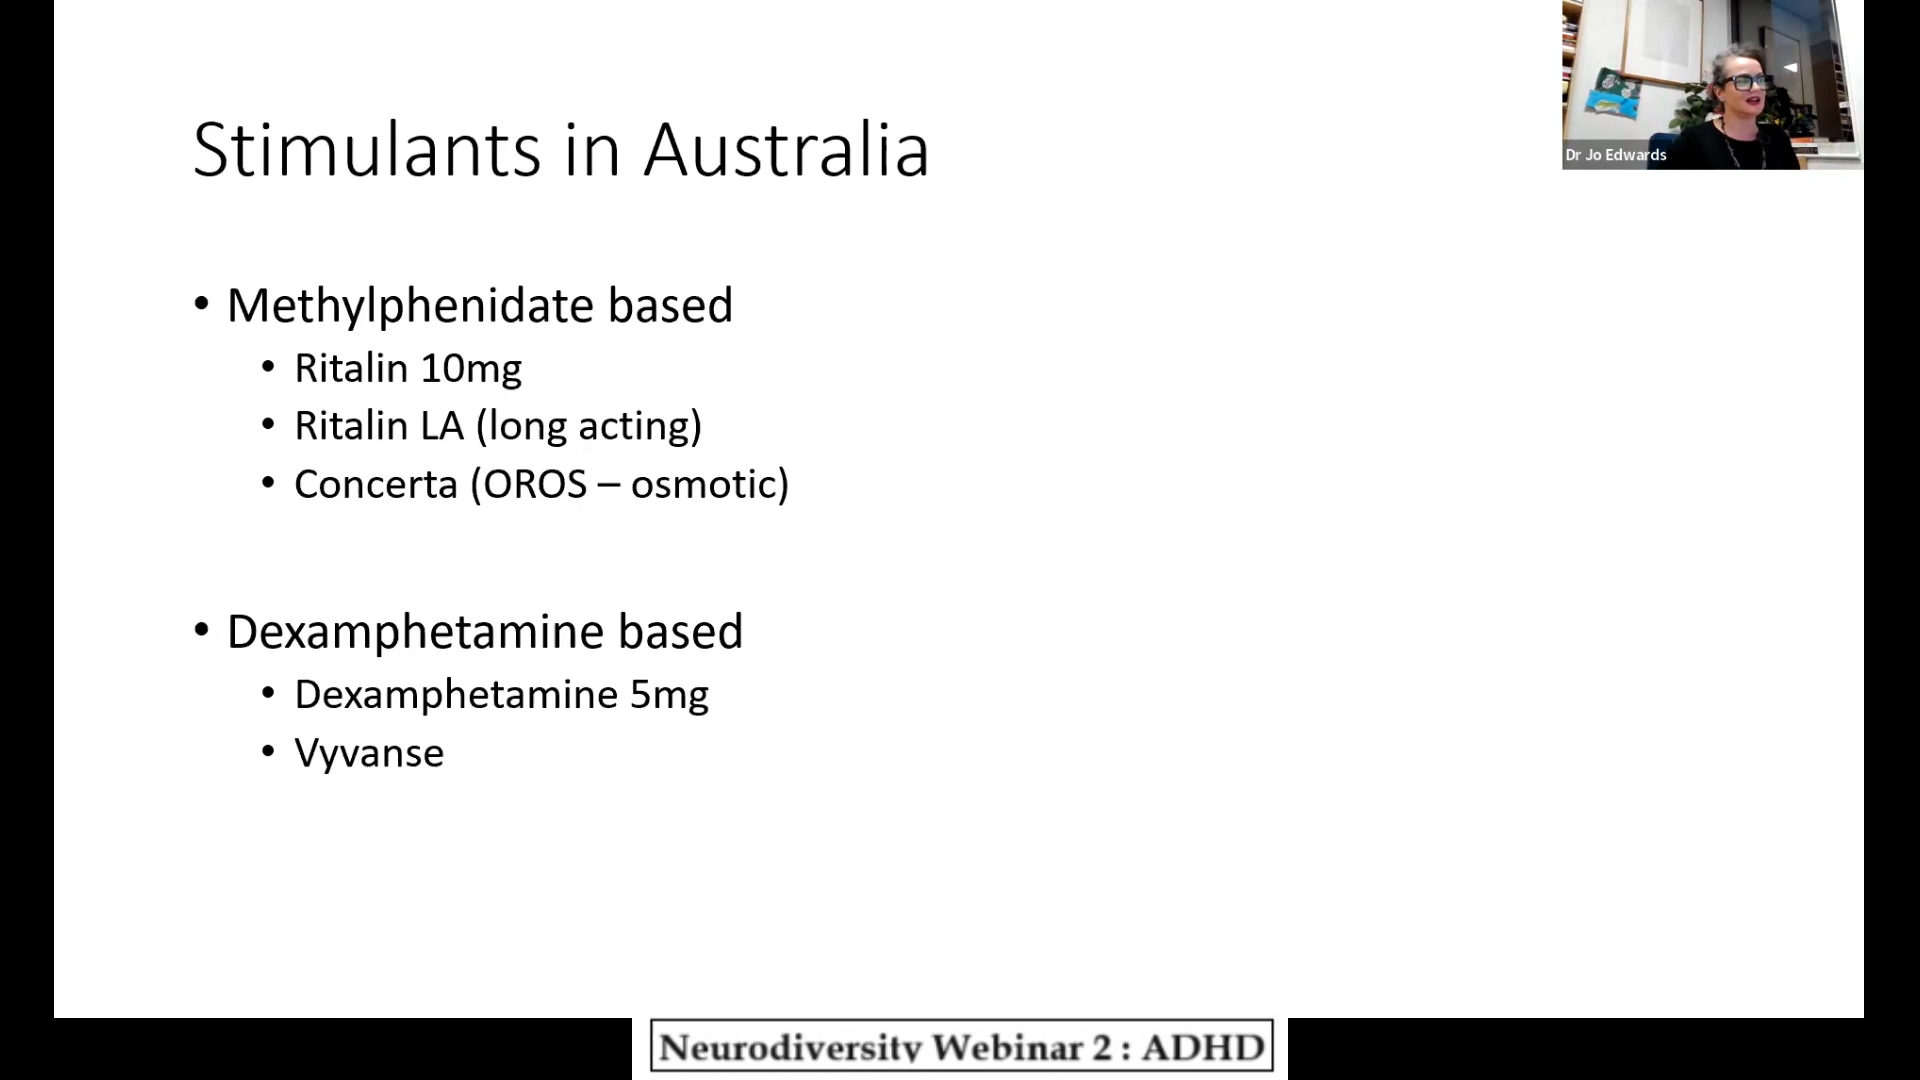 Stimulants in Australia
Dr Jo Edwards
• Methylphenidate based
• Ritalin 10mg
• Ritalin LA (long acting)
• Concerta (OROS – osmotic)
• Dexamphetamine based
• Dexamphetamine 5mg
• Vyvanse
Neurodiversity Webinar 2 : ADHD